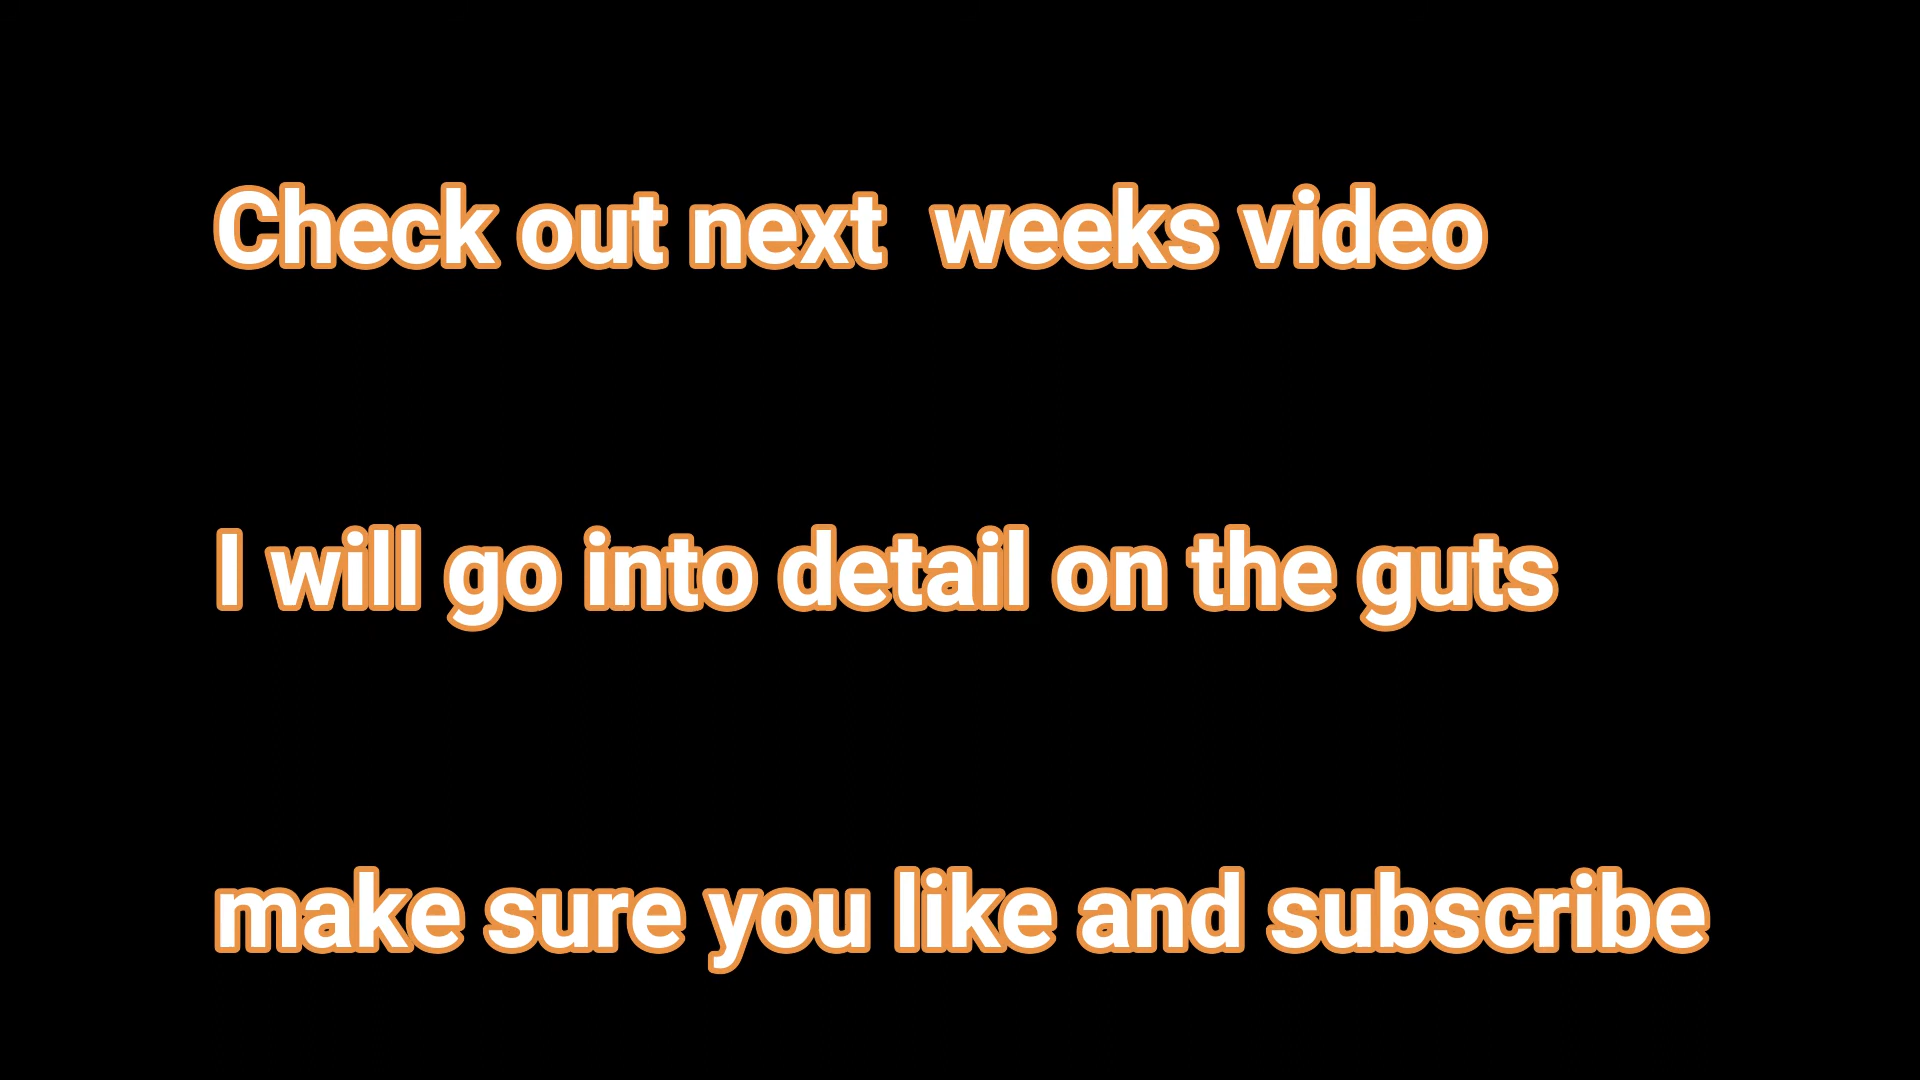 Check out next  weeks video
I will go into detail on the guts
make sure you like and subscribe